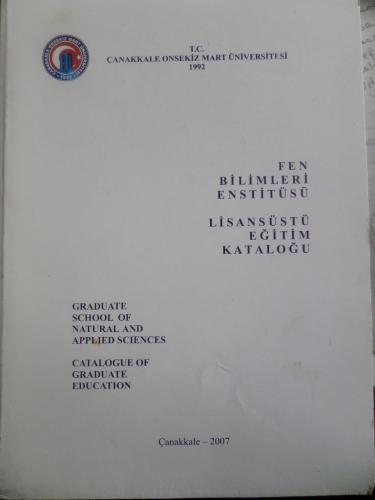 T.C.
ÇANAKKALE ONSEKİZ MART ÜNİVERSİTESİ
1992
FEN
BİLİMLERİ
ENSTİTÜSÜ
LİSANSÜSTÜ
EĞİTİM
KATALOĞU
GRADUATE
SCHOOL OF
NATURAL AND
APPLIED SCIENCES
CATALOGUE OF
GRADUATE
EDUCATION
Çanakkale – 2007